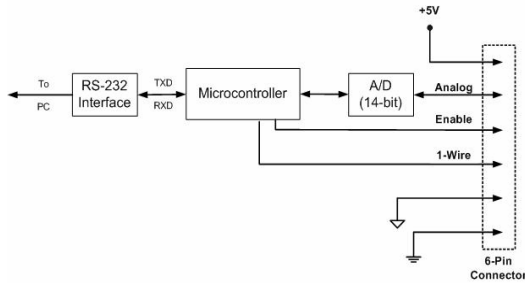 +5V
To
PC
RS-232
Interface
TXD
RXD
Microcontroller
A/D
(14-bit)
Analog
Enable
1-Wire
6-Pin
Connector